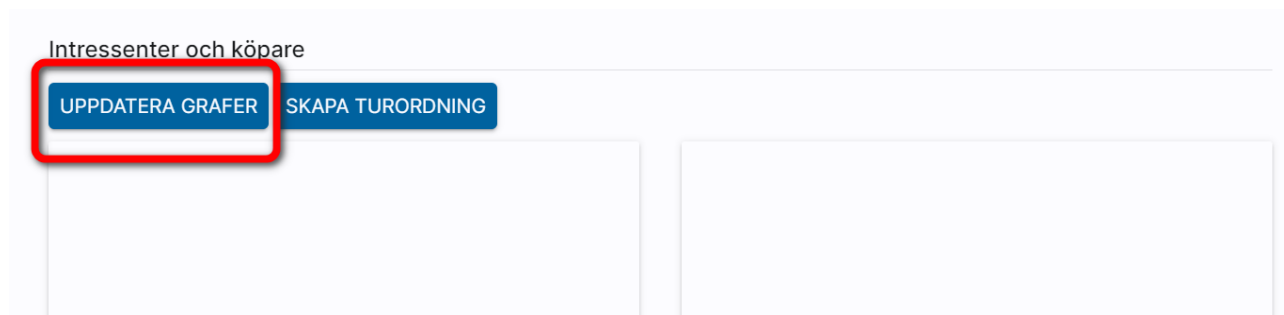 Intressenter och köpare
UPPDATERA GRAFER SKAPA TURORDNING